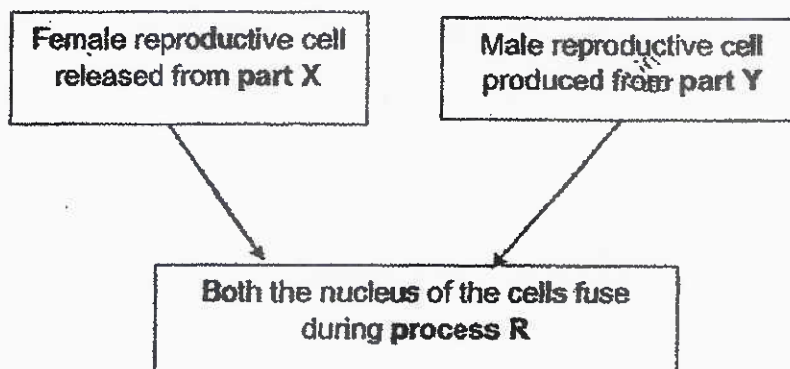 Female reproductive cell
released from part X
Male reproductive cell
produced from part Y
Both the nucleus of the cells fuse
during process R